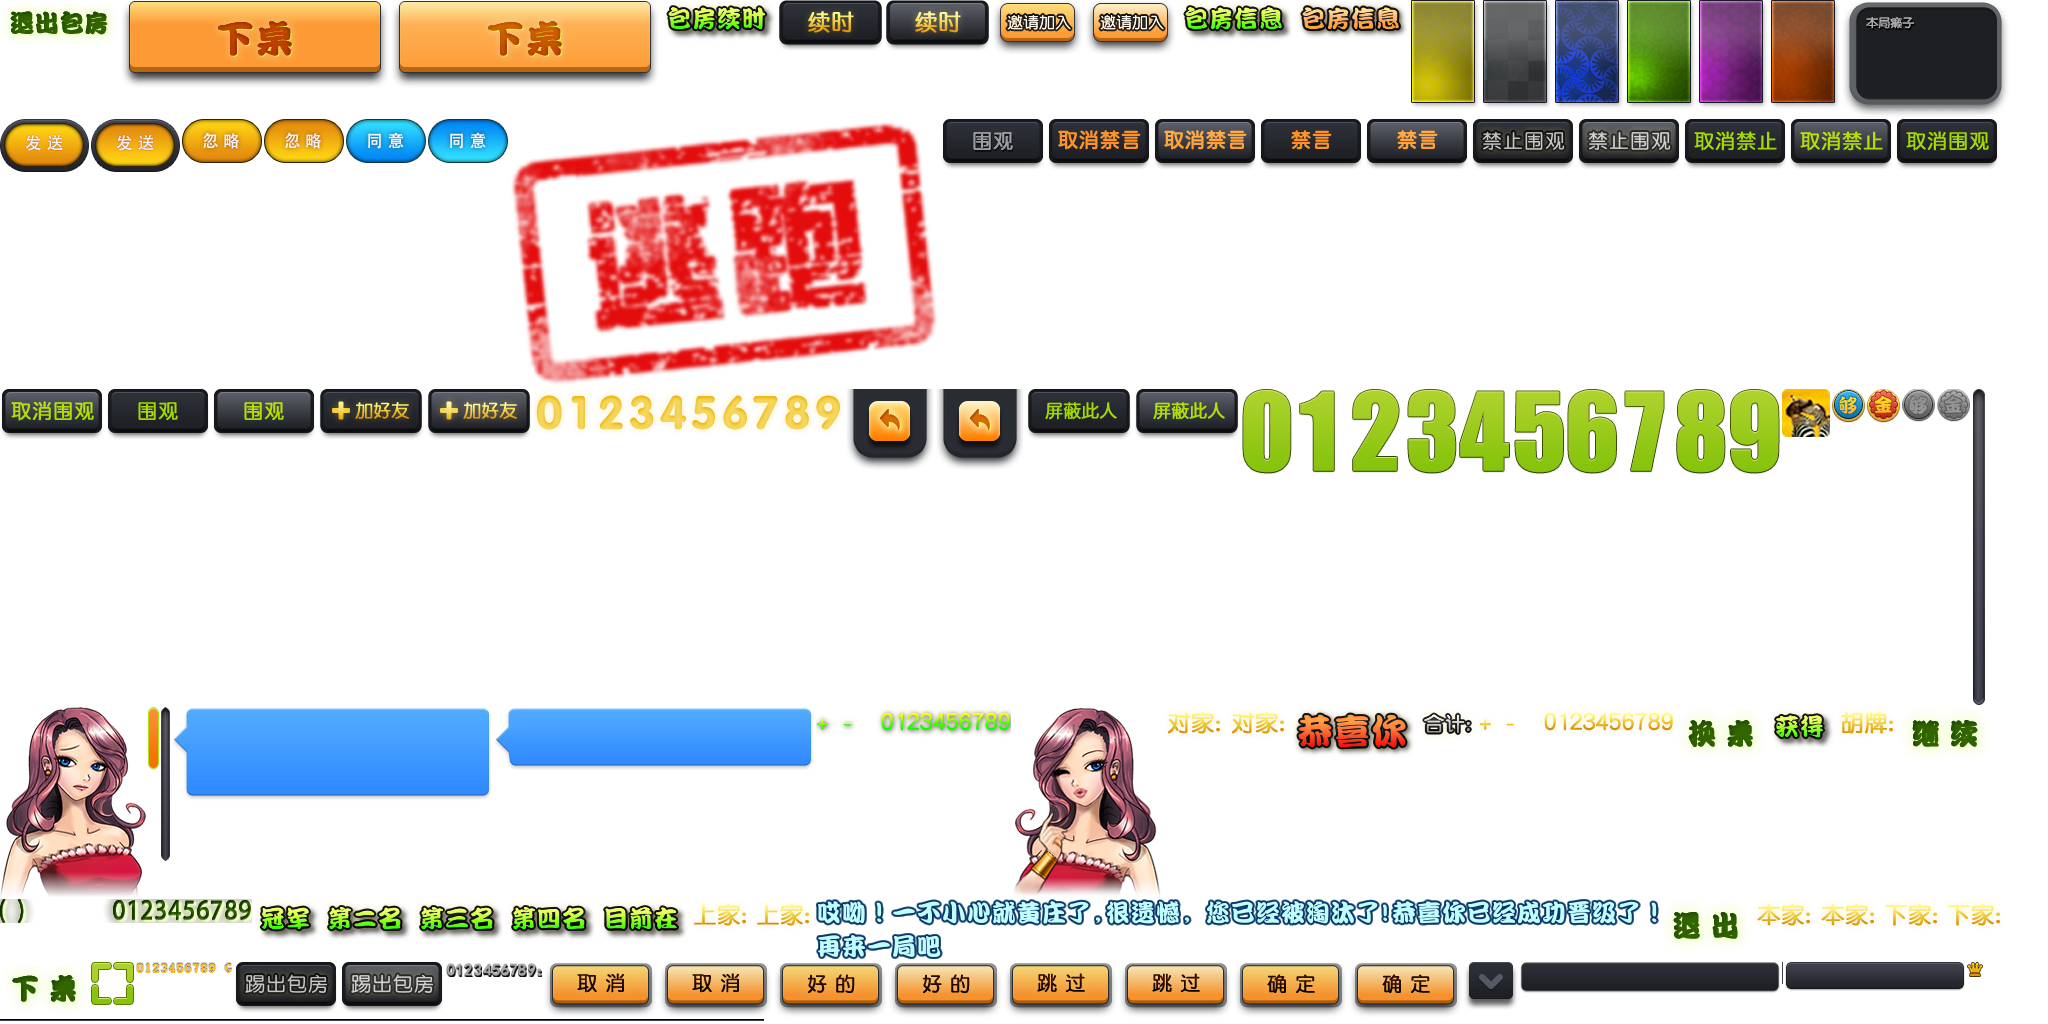 退出包房
下桌
下桌
包房续时
续时
续时
邀请加入
邀请加入
包房信息
包房信息
本局癞子
发送
发送
忽略
忽略
同意
同意
逃跑
围观
取消禁言
取消禁言
禁言
禁言
禁止围观
禁止围观
取消禁止
取消禁止
取消围观
取消围观
围观
围观
+加好友
+加好友
0123456789
屏蔽此人
屏蔽此人
0123456789
够
金
够
金
+ -
0123456789
对家:
对家:
恭喜你
合计:
+ -
0123456789
换桌
获得
胡牌:
继续
( )
0123456789
冠军
第二名
第三名
第四名
目前在
上家:
上家:
哎呦！一不小心就黄庄了,很遗憾，您已经被淘汰了!恭喜你已经成功晋级了！
再来一局吧
退出
本家:
本家:
下家:
下家:
下桌
0123456789
踢出包房
踢出包房
0123456789:
取消
取消
好的
好的
跳过
跳过
确定
确定